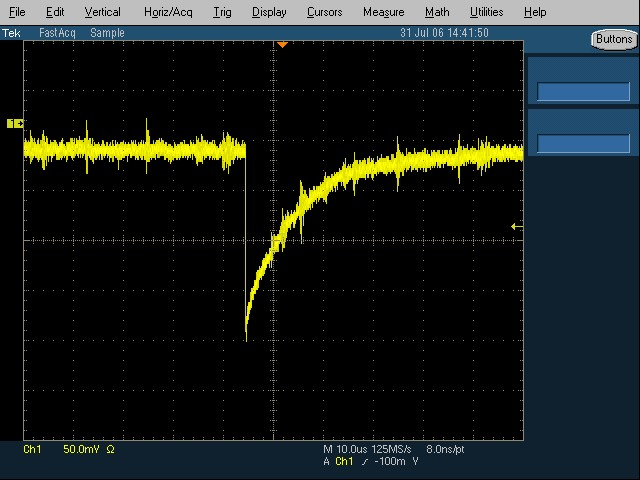 File Edit Vertical Horiz/Acq Trig Display Cursors Measure Math Utilities Help
Tek FastAcq Sample 31 Jul 06 14:41:50 Buttons
1
Ch1 50.0mV Ω M 10.0us 125MS/s 8.0ns/pt
A Ch1 ⁄ -100m V